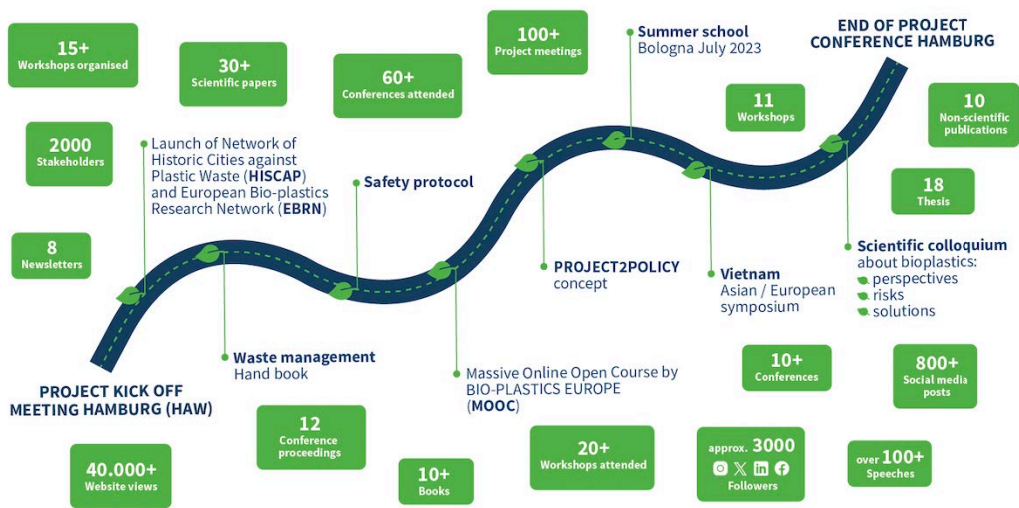 15+
Workshops organised
30+
Scientific papers
60+
Conferences attended
100+
Project meetings
Summer school
Bologna July 2023
END OF PROJECT
CONFERENCE HAMBURG
11
Workshops
10
Non-scientific
publications
2000
Stakeholders
Launch of Network of
Historic Cities against
Plastic Waste (HISCAP)
and European Bio-plastics
Research Network (EBRN)
Safety protocol
18
Thesis
8
Newsletters
PROJECT2POLICY
concept
Vietnam
Asian / European
symposium
Scientific colloquium
about bioplastics:
perspectives
risks
solutions
Waste management
Hand book
Massive Online Open Course by
BIO-PLASTICS EUROPE
(MOOC)
10+
Conferences
800+
Social media
posts
PROJECT KICK OFF
MEETING HAMBURG (HAW)
12
Conference
proceedings
40.000+
Website views
10+
Books
20+
Workshops attended
approx. 3000
Followers
over 100+
Speeches